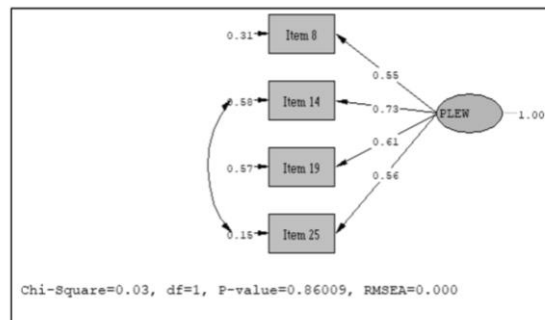 0.31 Item 8
0.55
0.58 Item 14
0.73
PLEW 1.00
0.61
0.57 Item 19
0.56
0.15 Item 25
Chi-Square=0.03, df=1, P-value=0.86009, RMSEA=0.000